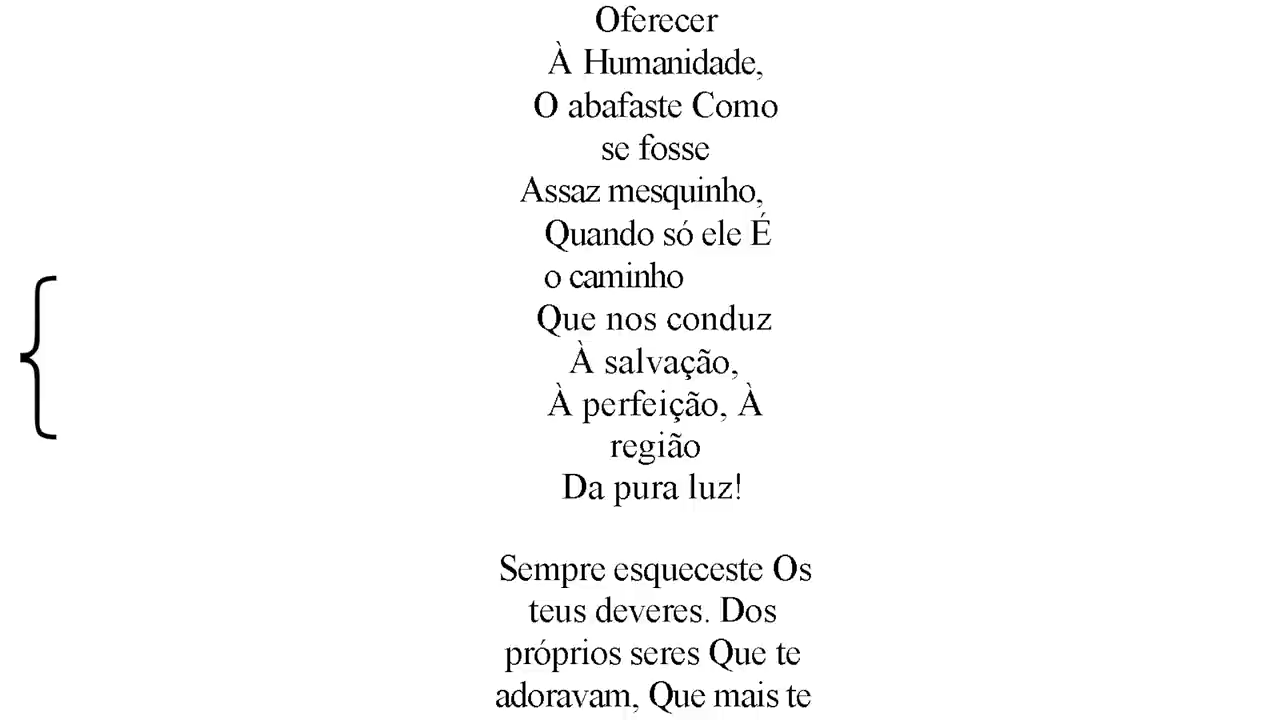 Oferecer
À Humanidade,
O abafaste Como
se fosse
Assaz mesquinho,
Quando só ele É
o caminho
Que nos conduz
À salvação,
À perfeição, À
região
Da pura luz!
Sempre esqueceste Os
teus deveres. Dos
próprios seres Que te
adoravam, Que mais te